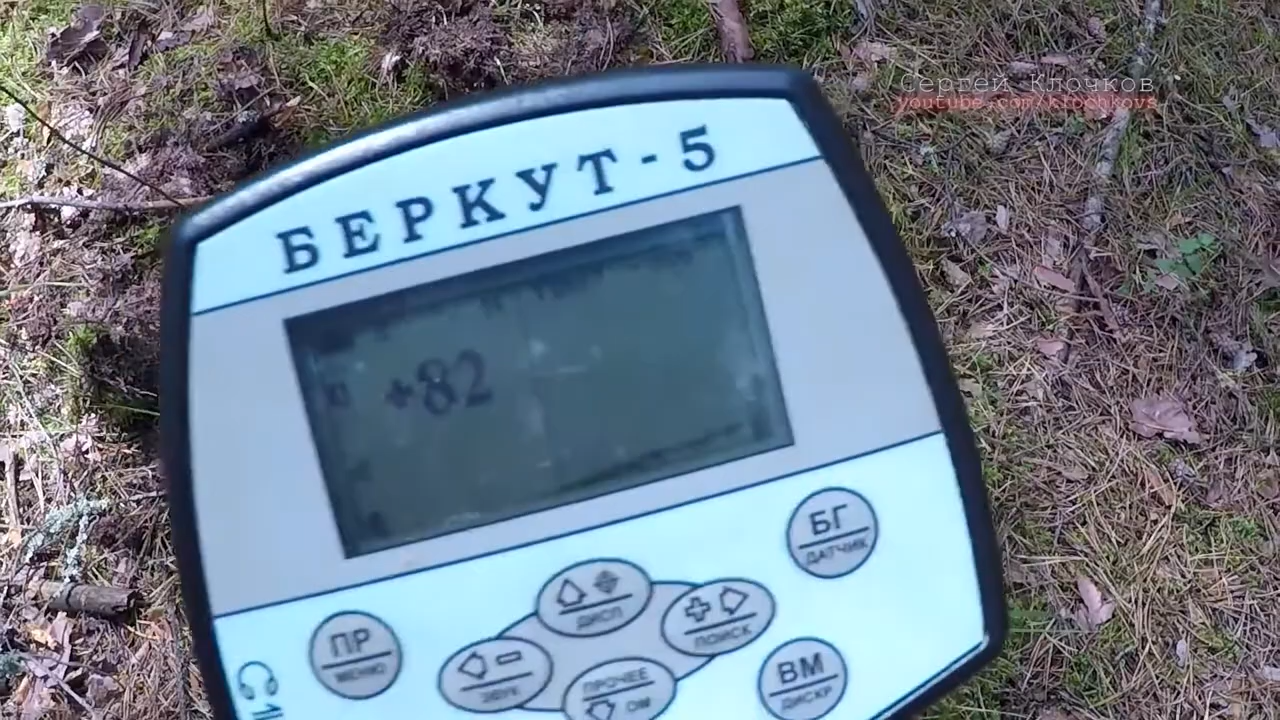 Сергей Клочков
youtube.com/klochkovs
БЕРКУТ-5
+82
БГ
ДАТЧИК
ДИСП
ПОИСК
ПР
МЕНЮ
ЗВУК
ПРОЧЕЕ
ОМ
ВМ
ДИСКР